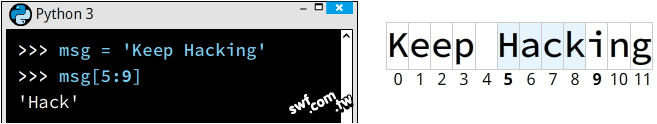 Python 3
>>> msg = 'Keep Hacking'
>>> msg[5:9]
'Hack'
swf.com.tw
Keep Hacking
0 1 2 3 4 5 6 7 8 9 10 11